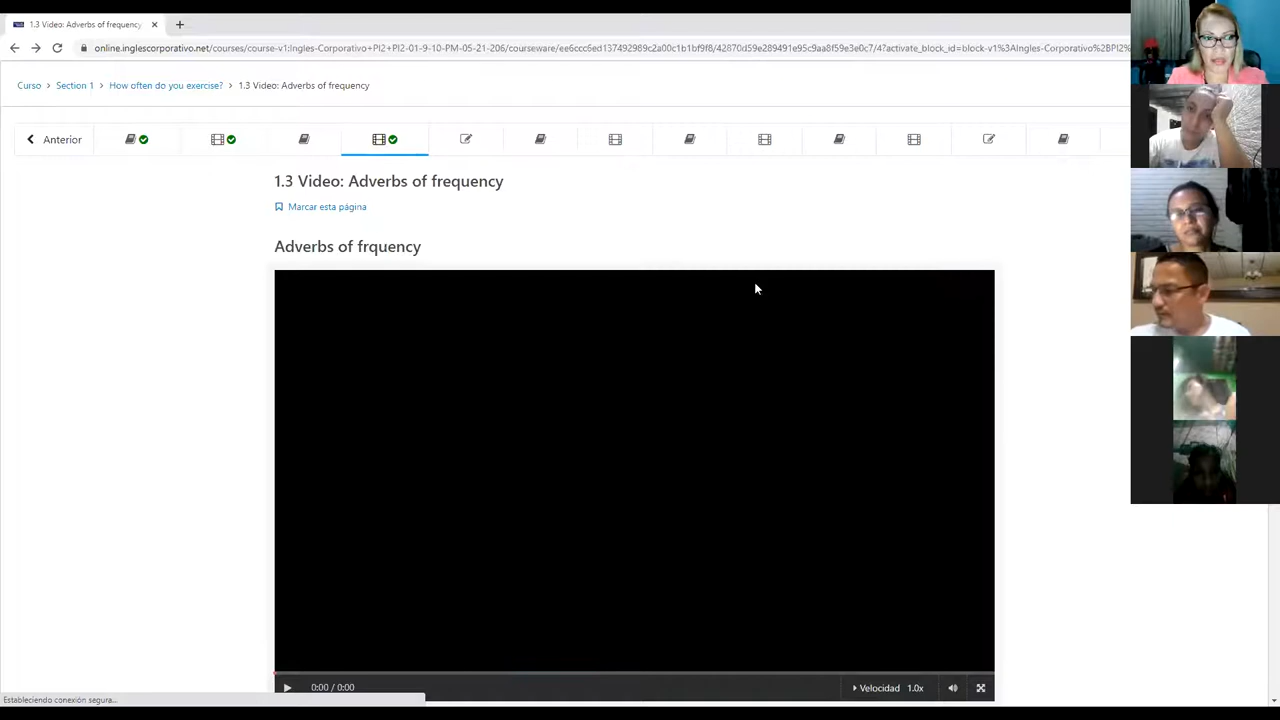 1.3 Video: Adverbs of frequency
online.inglescorporativo.net/courses/course-v1:Ingles-Corporativo+PI2+PI2-01-9-10-PM-05-21-206/courseware/ee6ccc6ed137492989c2a00c1b1bf9f8/42870d59e289491e95c9aa8f59e3e0c7/4?activate_block_id=block-v1%3AIngles-Corporativo%2BPI2%
Curso > Section 1 > How often do you exercise? > 1.3 Video: Adverbs of frequency
Anterior
1.3 Video: Adverbs of frequency
Marcar esta página
Adverbs of frquency
0:00 / 0:00 Velocidad 1.0x
Estableciendo conexión segura...